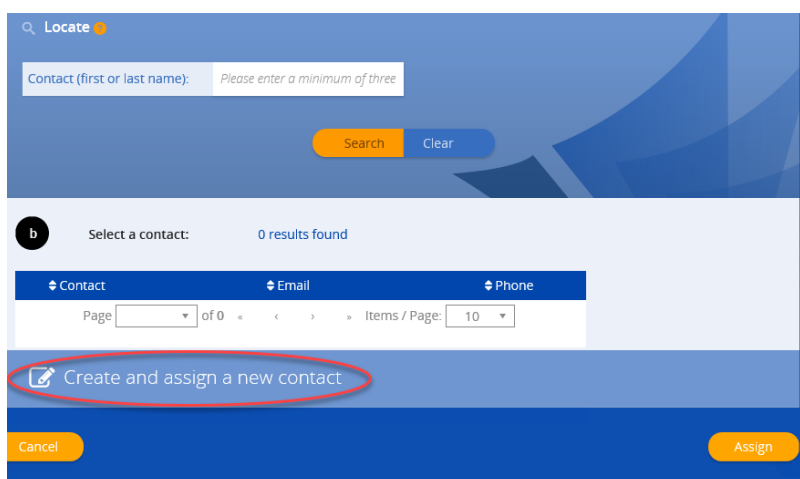 Locate ?
Contact (first or last name): Please enter a minimum of three
Search Clear
b Select a contact: 0 results found
Contact Email Phone
Page of 0 « ‹ › » Items / Page: 10
Create and assign a new contact
Cancel Assign